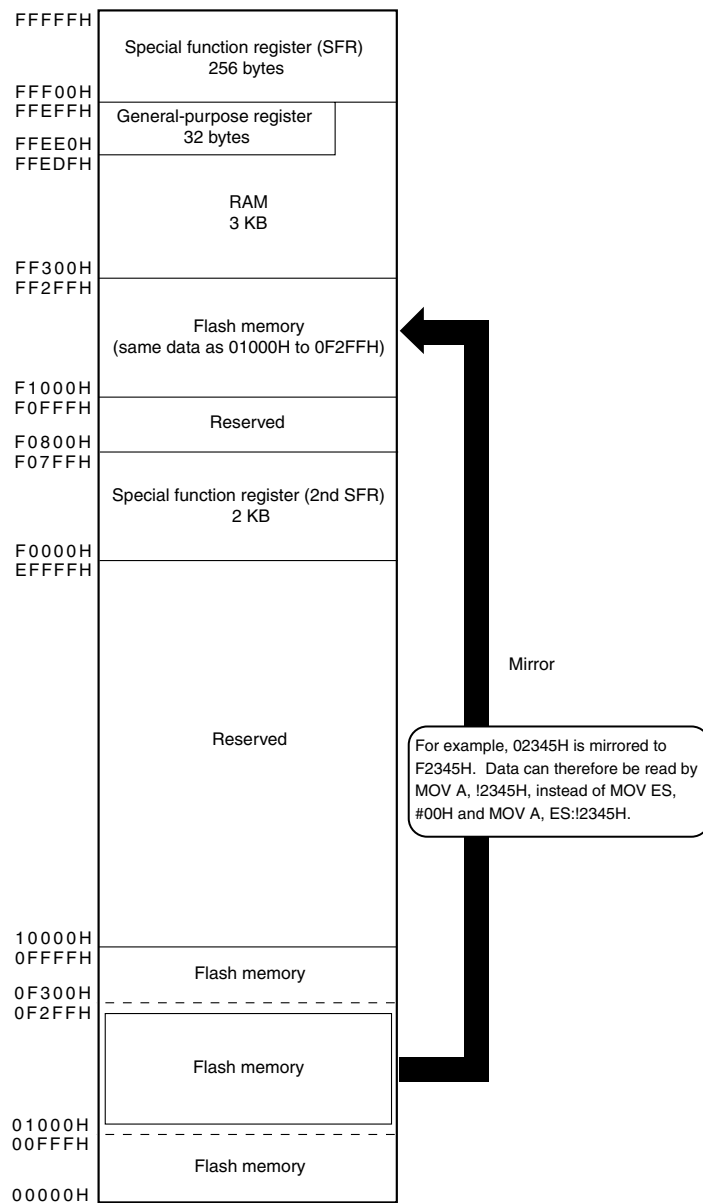 FFFFFH
Special function register (SFR)
256 bytes
FFF00H
FFEFFH
General-purpose register
32 bytes
FFEE0H
FFEDFH
RAM
3 KB
FF300H
FF2FFH
Flash memory
(same data as 01000H to 0F2FFH)
F1000H
F0FFFH
Reserved
F0800H
F07FFH
Special function register (2nd SFR)
2 KB
F0000H
EFFFFH
Mirror
Reserved
For example, 02345H is mirrored to
F2345H. Data can therefore be read by
MOV A, !2345H, instead of MOV ES,
#00H and MOV A, ES:!2345H.
10000H
0FFFFH
Flash memory
0F300H
0F2FFH
Flash memory
01000H
00FFFH
Flash memory
00000H